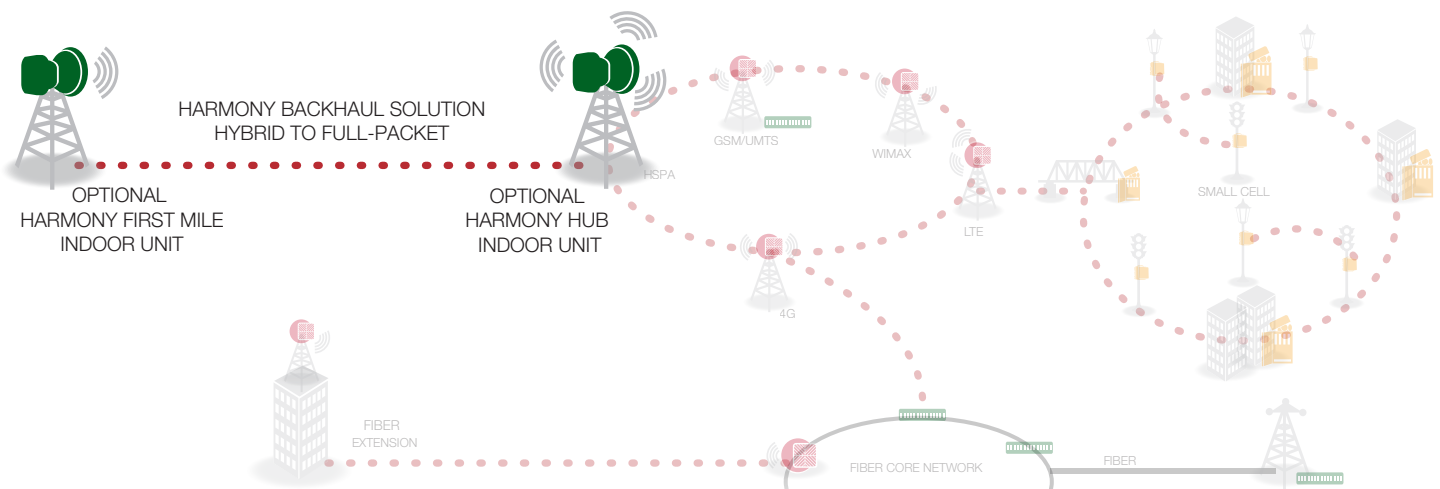 HARMONY BACKHAUL SOLUTION
HYBRID TO FULL-PACKET
OPTIONAL
HARMONY FIRST MILE
INDOOR UNIT
OPTIONAL
HARMONY HUB
INDOOR UNIT
HSPA
GSM/UMTS
WIMAX
LTE
4G
SMALL CELL
FIBER
EXTENSION
FIBER CORE NETWORK
FIBER